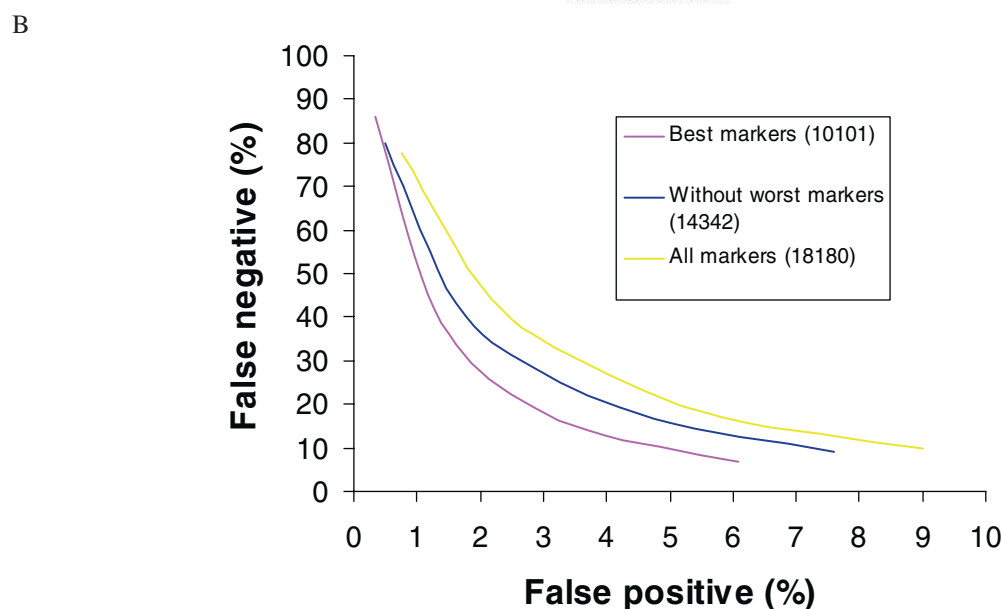 B
100
90
80
70
60
50
40
30
20
10
0
False negative (%)
Best markers (10101)
Without worst markers
(14342)
All markers (18180)
0 1 2 3 4 5 6 7 8 9 10
False positive (%)